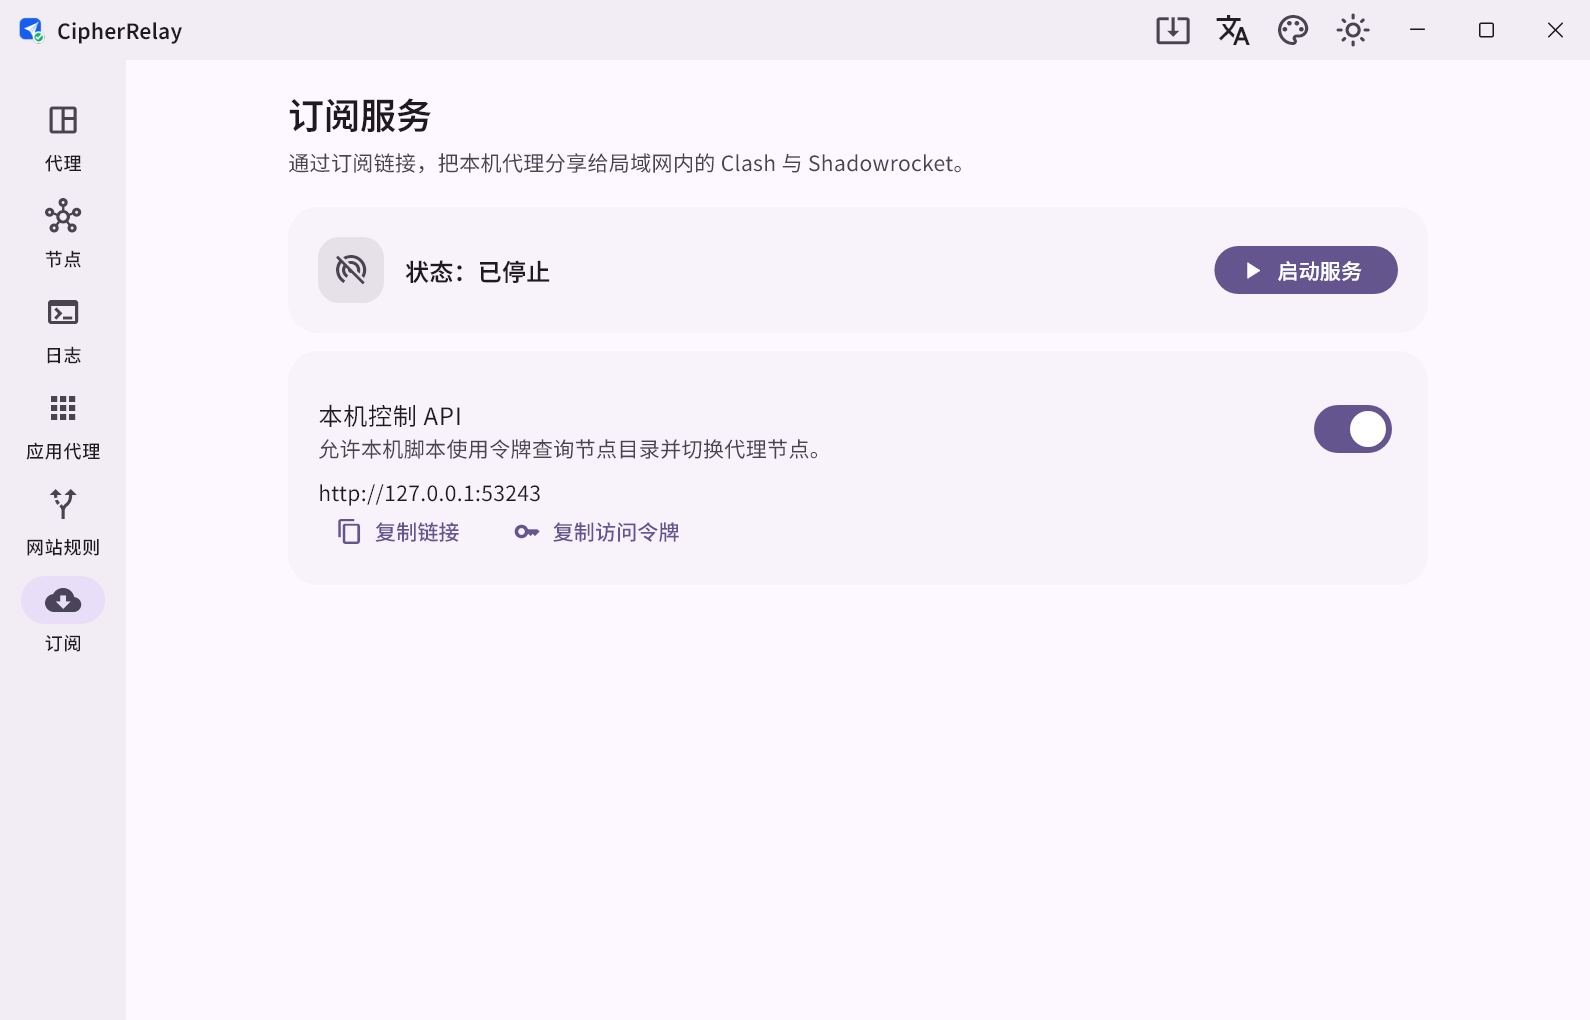 CipherRelay
代理
节点
日志
应用代理
网站规则
订阅
订阅服务
通过订阅链接，把本机代理分享给局域网内的 Clash 与 Shadowrocket。
状态：已停止
启动服务
本机控制 API
允许本机脚本使用令牌查询节点目录并切换代理节点。
http://127.0.0.1:53243
复制链接
复制访问令牌